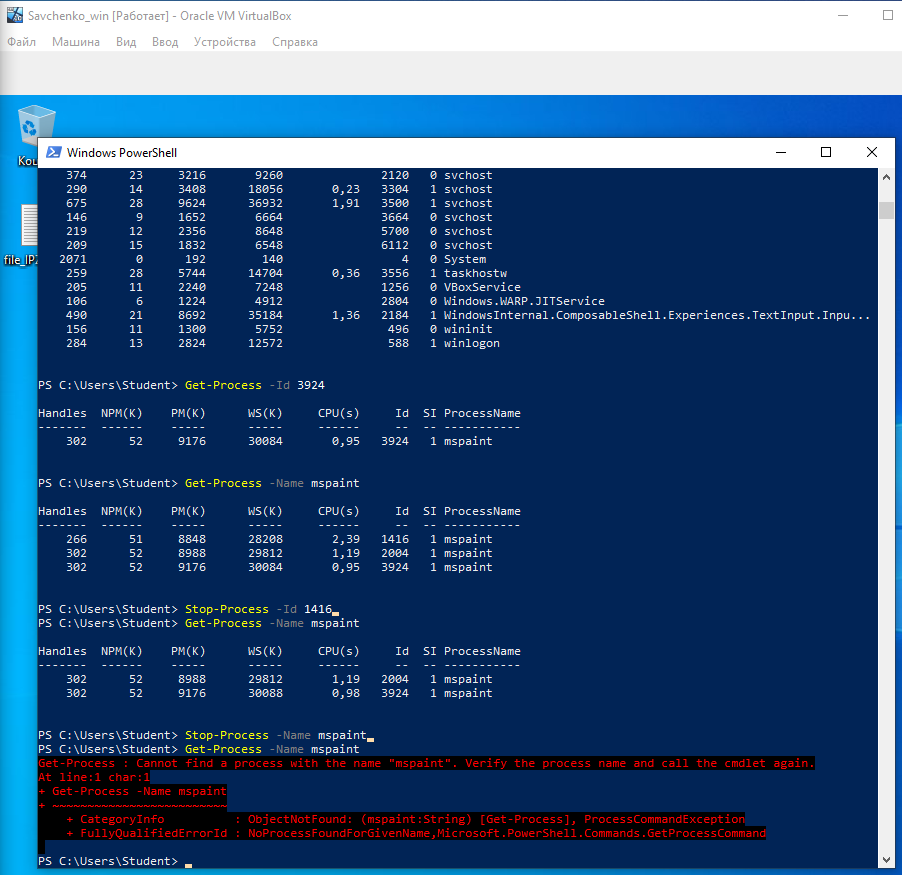 Savchenko_win [Работает] - Oracle VM VirtualBox
Файл Машина Вид Ввод Устройства Справка
Windows PowerShell
374 23 3216 9260 2120 0 svchost
290 14 3408 18056 0,23 3304 1 svchost
675 28 9624 36932 1,91 3500 1 svchost
146 9 1652 6664 3664 0 svchost
219 12 2356 8648 5700 0 svchost
209 15 1832 6548 6112 0 svchost
2071 0 192 140 4 0 System
259 28 5744 14704 0,36 3556 1 taskhostw
205 11 2240 7248 1256 0 VBoxService
106 6 1224 4912 2804 0 Windows.WARP.JITService
490 21 8692 35184 1,36 2184 1 WindowsInternal.ComposableShell.Experiences.TextInput.Inpu...
156 11 1300 5752 496 0 wininit
284 13 2824 12572 588 1 winlogon
PS C:\Users\Student> Get-Process -Id 3924
Handles NPM(K) PM(K) WS(K) CPU(s) Id SI ProcessName
------- ------ ----- ----- ------ -- -- -----------
302 52 9176 30084 0,95 3924 1 mspaint
PS C:\Users\Student> Get-Process -Name mspaint
Handles NPM(K) PM(K) WS(K) CPU(s) Id SI ProcessName
------- ------ ----- ----- ------ -- -- -----------
266 51 8848 28208 2,39 1416 1 mspaint
302 52 8988 29812 1,19 2004 1 mspaint
302 52 9176 30084 0,95 3924 1 mspaint
PS C:\Users\Student> Stop-Process -Id 1416
PS C:\Users\Student> Get-Process -Name mspaint
Handles NPM(K) PM(K) WS(K) CPU(s) Id SI ProcessName
------- ------ ----- ----- ------ -- -- -----------
302 52 8988 29812 1,19 2004 1 mspaint
302 52 9176 30088 0,98 3924 1 mspaint
PS C:\Users\Student> Stop-Process -Name mspaint
PS C:\Users\Student> Get-Process -Name mspaint
Get-Process : Cannot find a process with the name "mspaint". Verify the process name and call the cmdlet again.
At line:1 char:1
+ Get-Process -Name mspaint
+ ~~~~~~~~~~~~~~~~~~~~~~~~~
+ CategoryInfo : ObjectNotFound: (mspaint:String) [Get-Process], ProcessCommandException
+ FullyQualifiedErrorId : NoProcessFoundForGivenName,Microsoft.PowerShell.Commands.GetProcessCommand
PS C:\Users\Student>